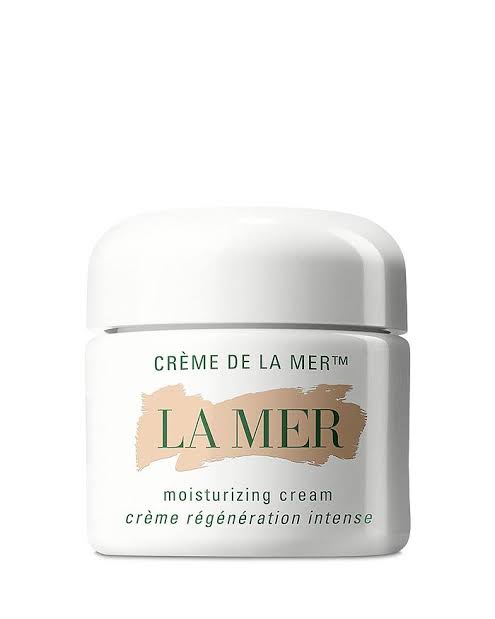 CRÈME DE LA MER™
LA MER
moisturizing cream
crème régénération intense